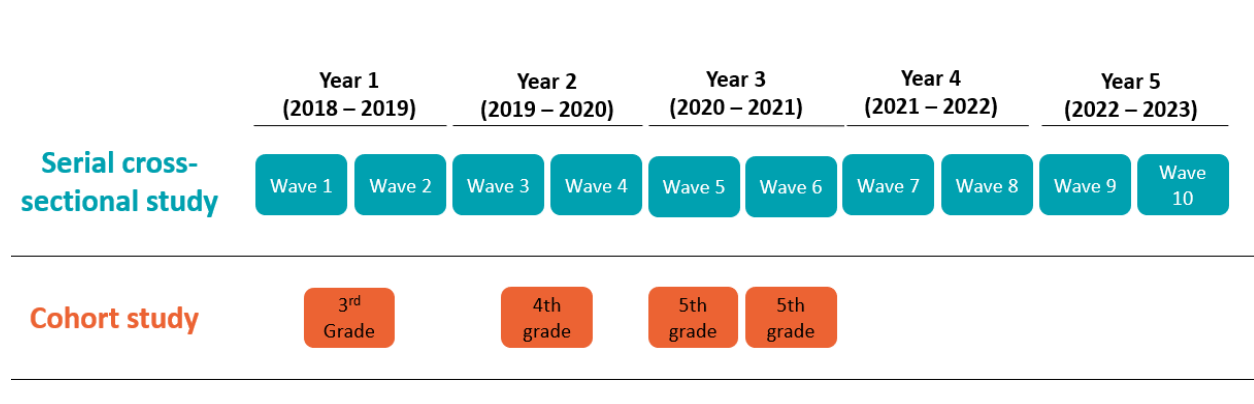 Year 1
(2018 – 2019)
Year 2
(2019 – 2020)
Year 3
(2020 – 2021)
Year 4
(2021 – 2022)
Year 5
(2022 – 2023)
Serial cross-
sectional study
Wave 1
Wave 2
Wave 3
Wave 4
Wave 5
Wave 6
Wave 7
Wave 8
Wave 9
Wave
10
Cohort study
3rd
Grade
4th
grade
5th
grade
5th
grade